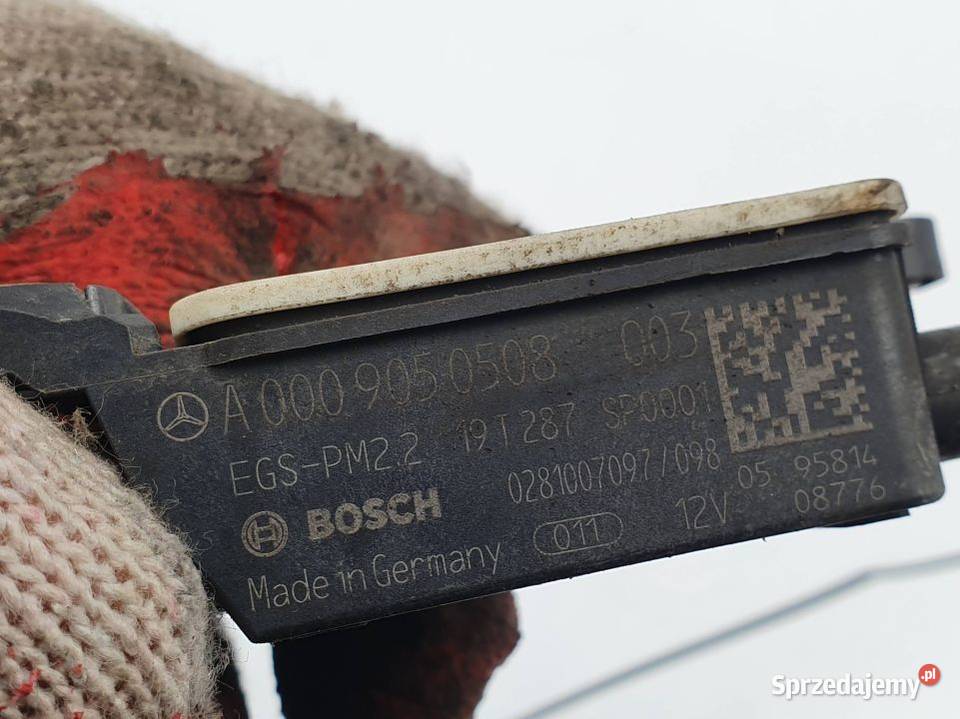 A 000 905 0508 003
EGS-PM2.2 19 T 287 SP0001
0281007097/098
BOSCH
05 95814
011 12V 08776
Made in Germany
Sprzedajemy.pl